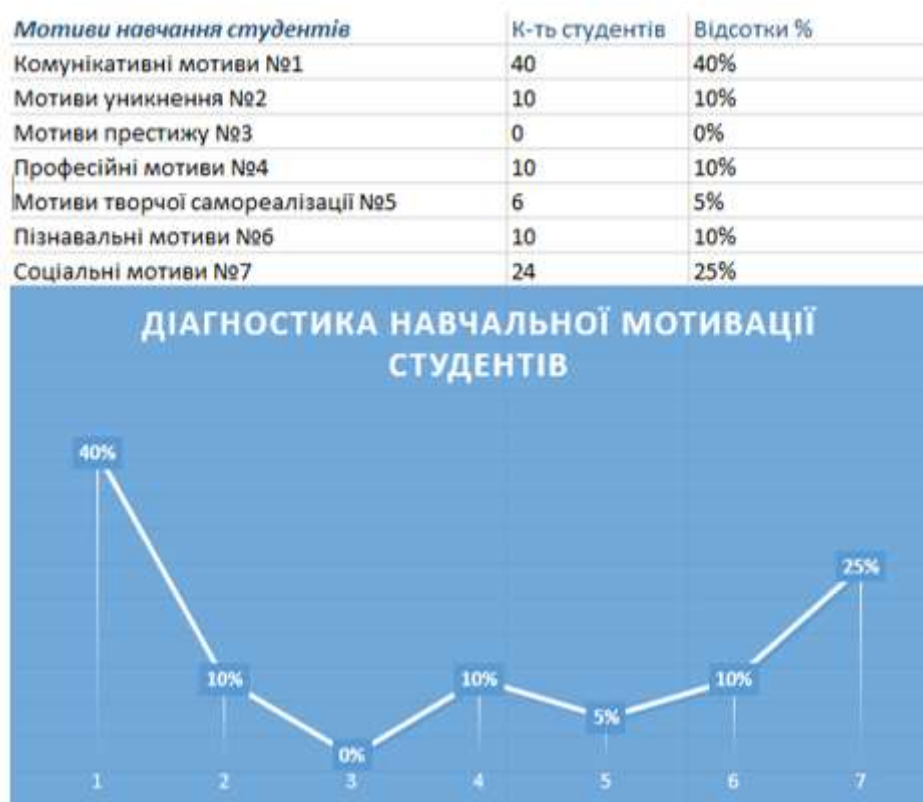 Мотиви навчання студентів К-ть студентів Відсотки %
Комунікативні мотиви №1 40 40%
Мотиви уникнення №2 10 10%
Мотиви престижу №3 0 0%
Професійні мотиви №4 10 10%
Мотиви творчої самореалізації №5 6 5%
Пізнавальні мотиви №6 10 10%
Соціальні мотиви №7 24 25%
ДІАГНОСТИКА НАВЧАЛЬНОЇ МОТИВАЦІЇ
СТУДЕНТІВ
40%
25%
10% 10% 10%
5%
0%
1 2 3 4 5 6 7